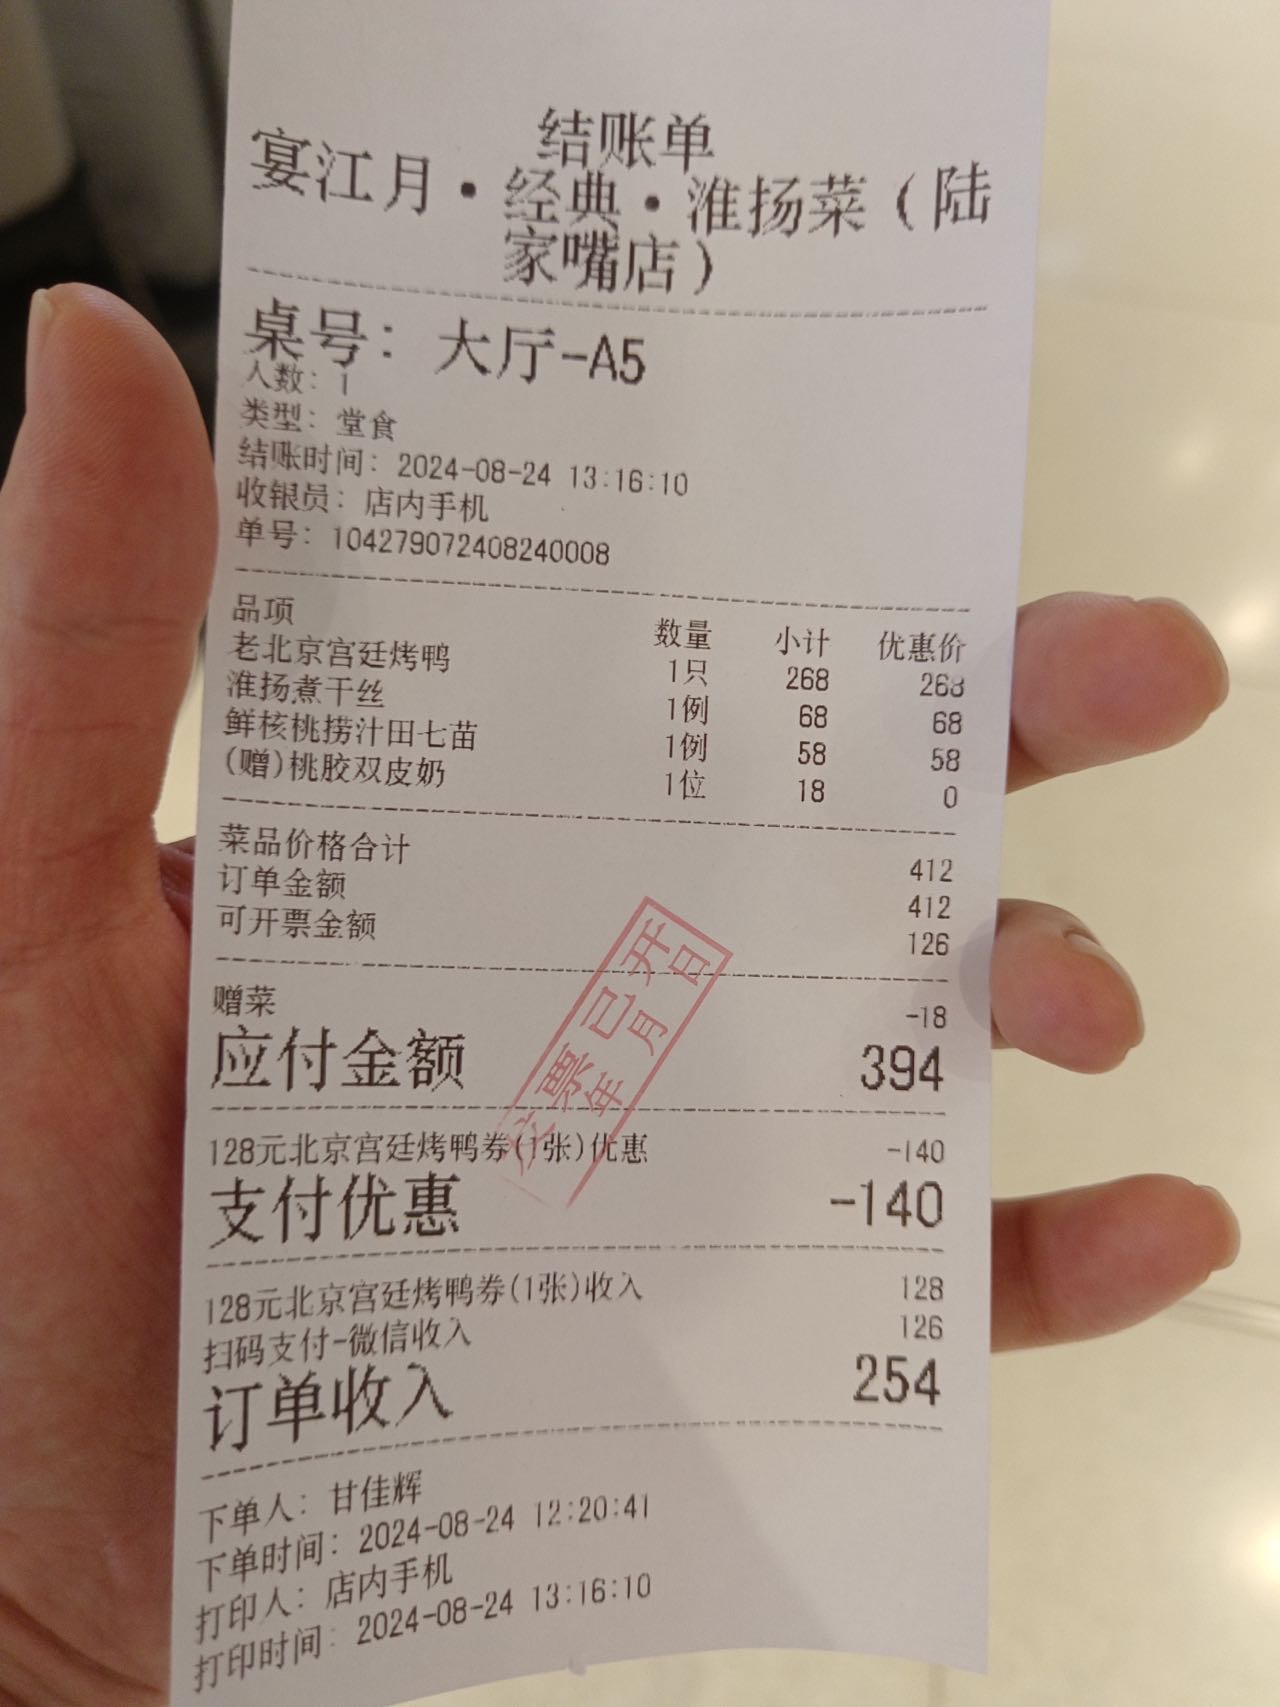 结账单
宴江月·经典·淮扬菜(陆
家嘴店)
桌号: 大厅-A5
人数: 1
类型: 堂食
结账时间: 2024-08-24 13:16:10
收银员: 店内手机
单号: 104279072408240008
品项 数量 小计 优惠价
老北京宫廷烤鸭 1只 268 268
淮扬煮干丝 1例 68 68
鲜核桃捞汁田七苗 1例 58 58
(赠)桃胶双皮奶 1位 18 0
菜品价格合计 412
订单金额 412
可开票金额 126
赠菜 -18
应付金额 394
128元北京宫廷烤鸭券(1张)优惠 -140
支付优惠 -140
128元北京宫廷烤鸭券(1张)收入 128
扫码支付-微信收入 126
订单收入 254
下单人: 甘佳辉
下单时间: 2024-08-24 12:20:41
打印人: 店内手机
打印时间: 2024-08-24 13:16:10
发票已开
年月日